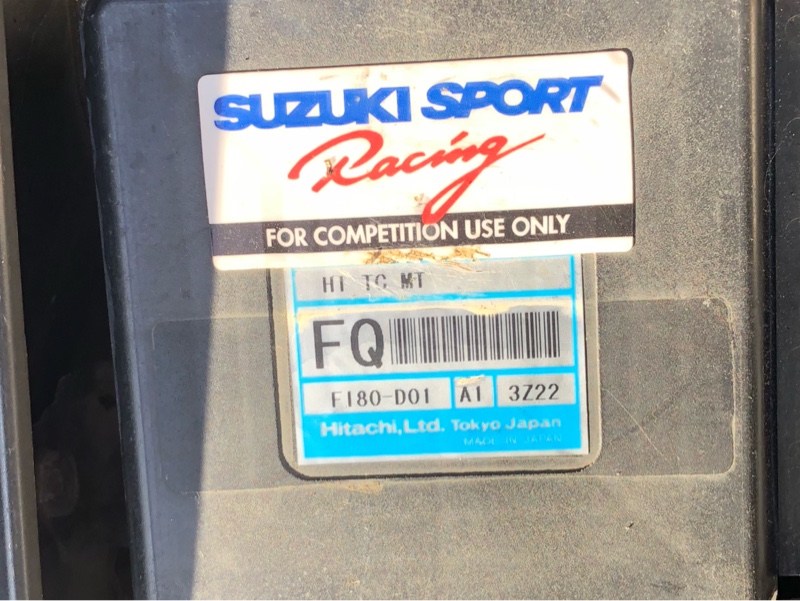 SUZUKI SPORT
Racing
FOR COMPETITION USE ONLY
HI TC MT
FQ
F180-D01 A1 3Z22
Hitachi,Ltd. Tokyo Japan
MADE IN JAPAN